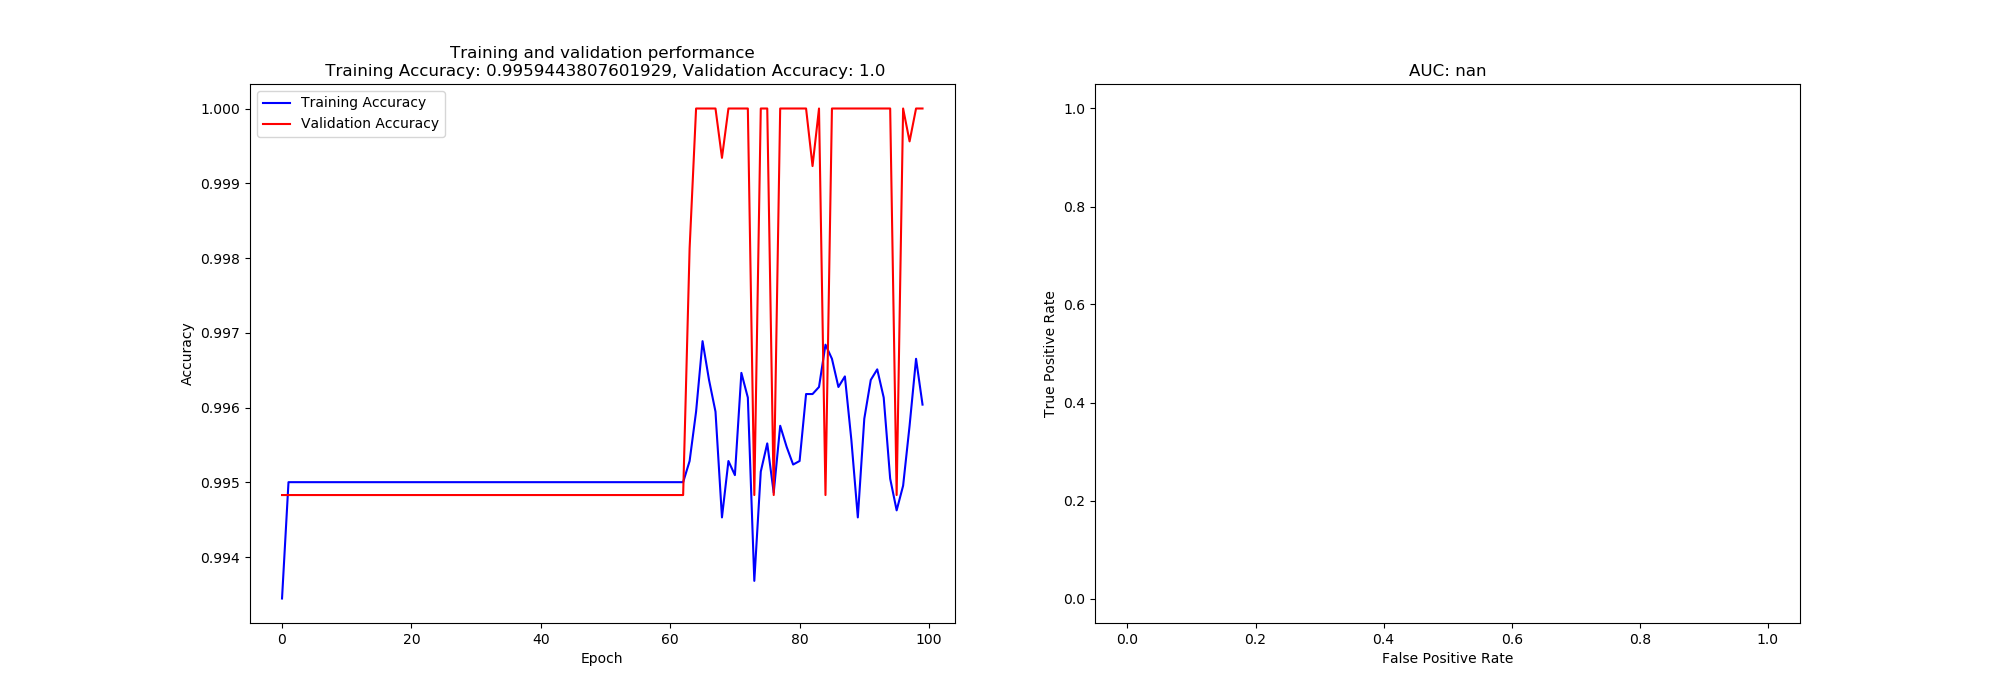 Training and validation performance
Training Accuracy: 0.9959443807601929, Validation Accuracy: 1.0
Training Accuracy
Validation Accuracy
1.000
0.999
0.998
0.997
0.996
0.995
0.994
Accuracy
0
20
40
60
80
100
Epoch
AUC: nan
1.0
0.8
0.6
0.4
0.2
0.0
True Positive Rate
0.0
0.2
0.4
0.6
0.8
1.0
False Positive Rate